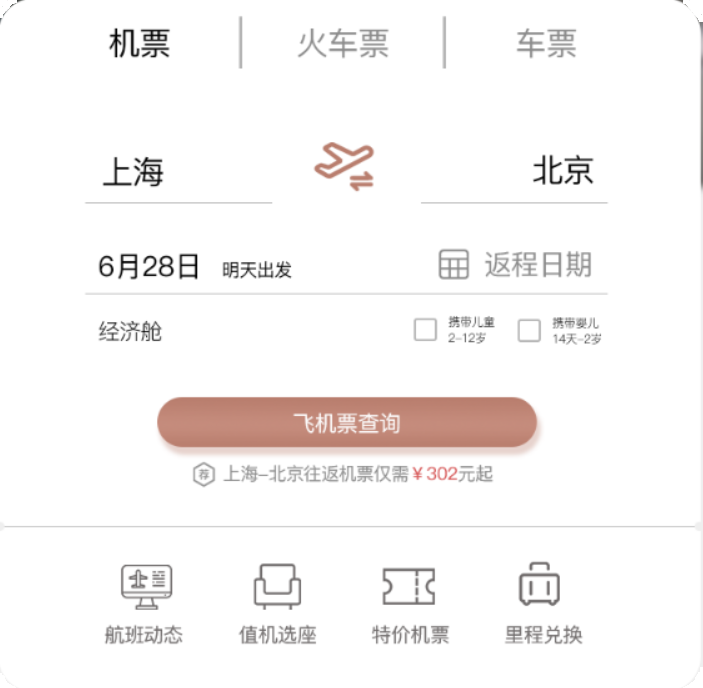 机票 火车票 车票
上海 北京
6月28日 明天出发 返程日期
经济舱 携带儿童 携带婴儿
2-12岁 14天-2岁
飞机票查询
荐 上海-北京往返机票仅需¥302元起
航班动态 值机选座 特价机票 里程兑换